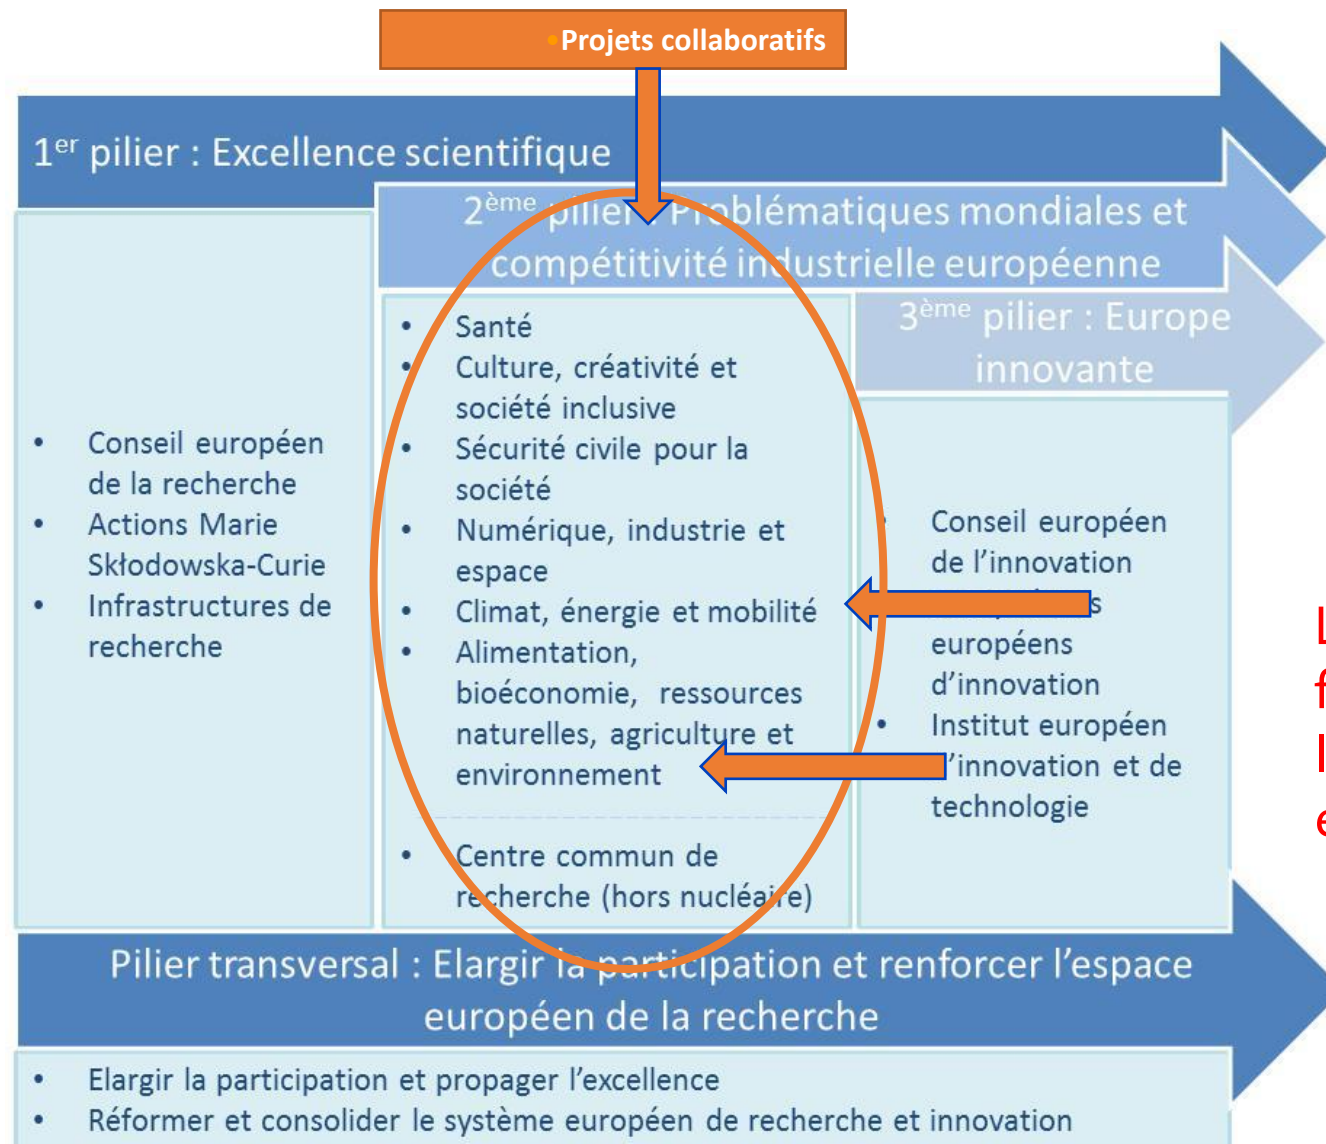 •Projets collaboratifs
1er pilier : Excellence scientifique
2ème pilier : Problématiques mondiales et
compétitivité industrielle européenne
3ème pilier : Europe
innovante
• Conseil européen
de la recherche
• Actions Marie
Skłodowska-Curie
• Infrastructures de
recherche
• Santé
• Culture, créativité et
société inclusive
• Sécurité civile pour la
société
• Numérique, industrie et
espace
• Climat, énergie et mobilité
• Alimentation,
bioéconomie, ressources
naturelles, agriculture et
environnement
• Centre commun de
recherche (hors nucléaire)
• Conseil européen
de l’innovation
européens
d’innovation
• Institut européen
’innovation et de
technologie
Pilier transversal : Elargir la participation et renforcer l’espace
européen de la recherche
• Elargir la participation et propager l’excellence
• Réformer et consolider le système européen de recherche et innovation